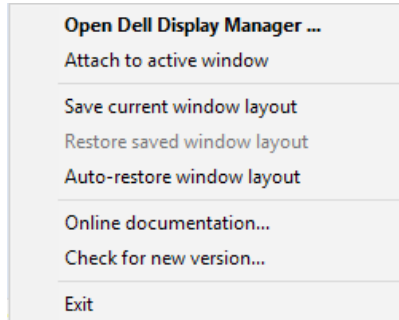 Open Dell Display Manager ...
Attach to active window
Save current window layout
Restore saved window layout
Auto-restore window layout
Online documentation...
Check for new version...
Exit